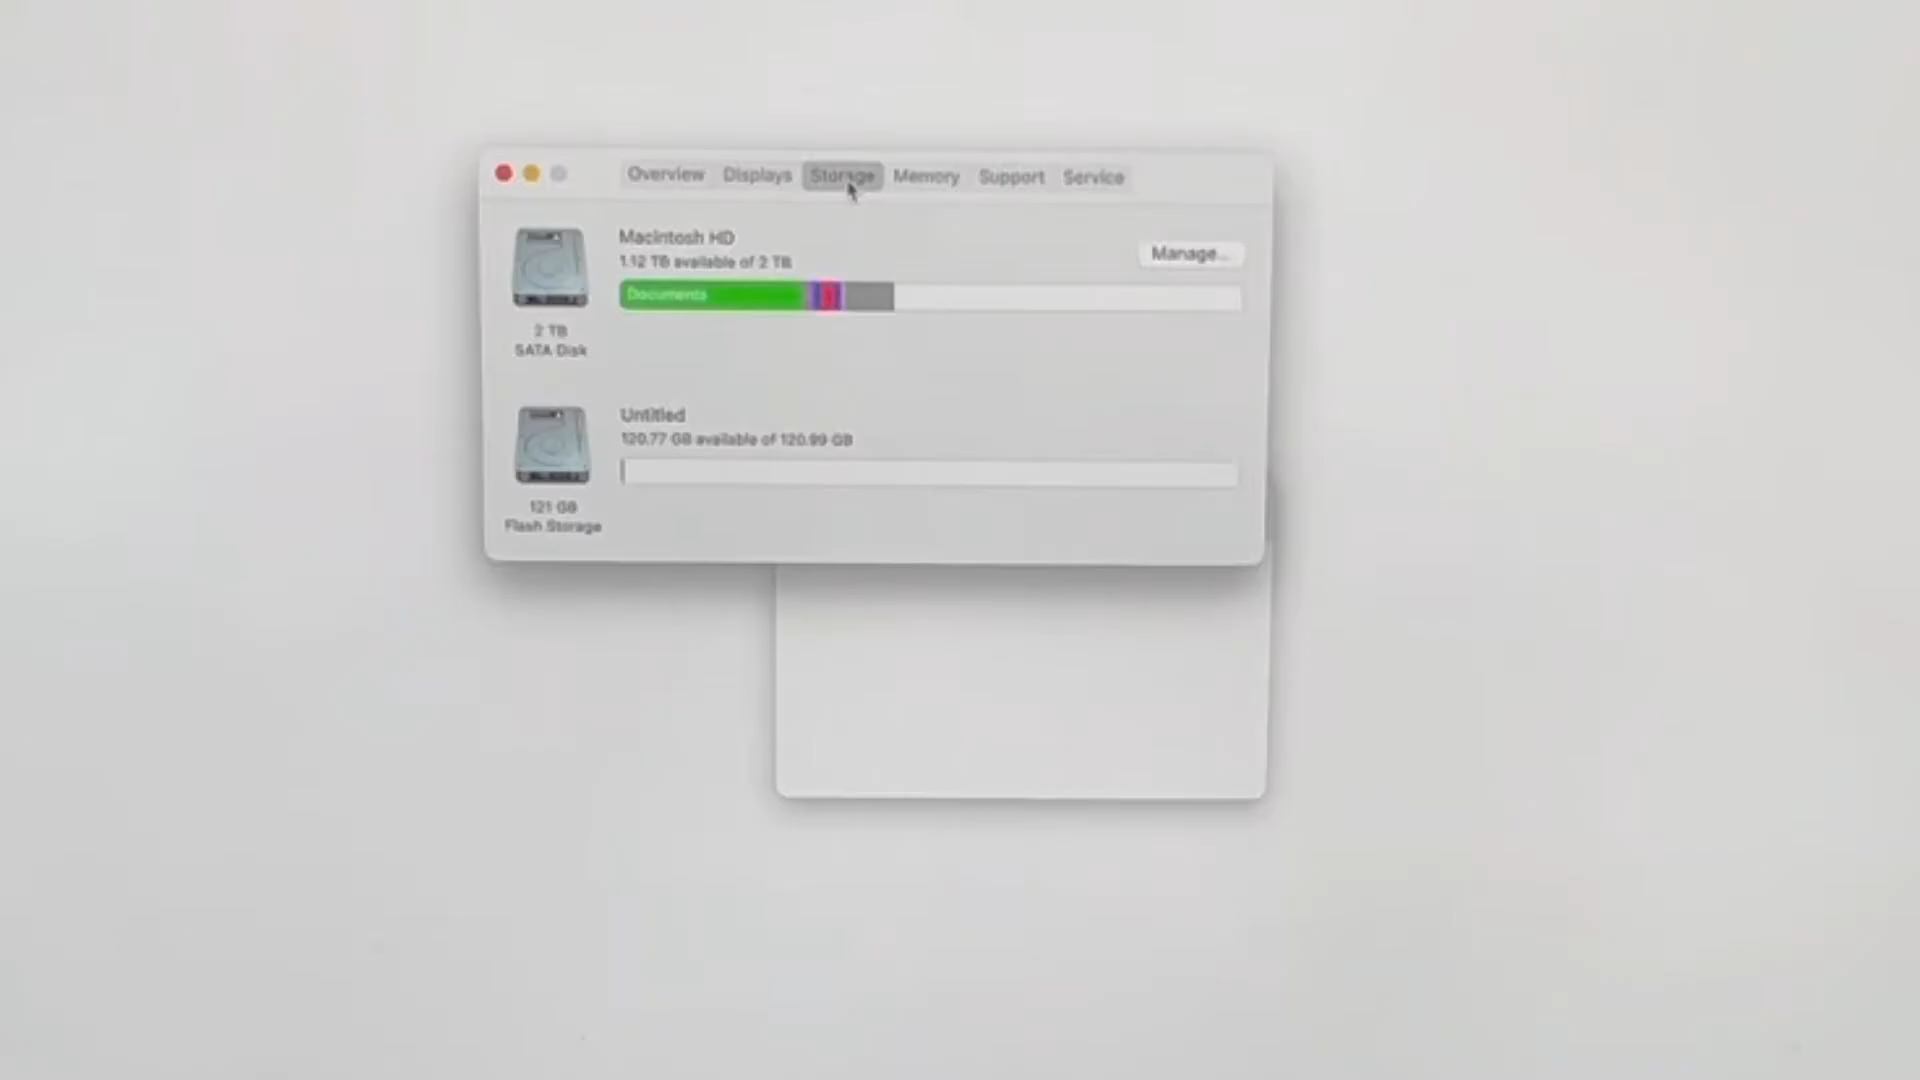 Overview Displays Storage Memory Support Service
Macintosh HD
1.12 TB available of 2 TB
Manage...
Documents
2 TB
SATA Disk
Untitled
120.77 GB available of 120.99 GB
121 GB
Flash Storage